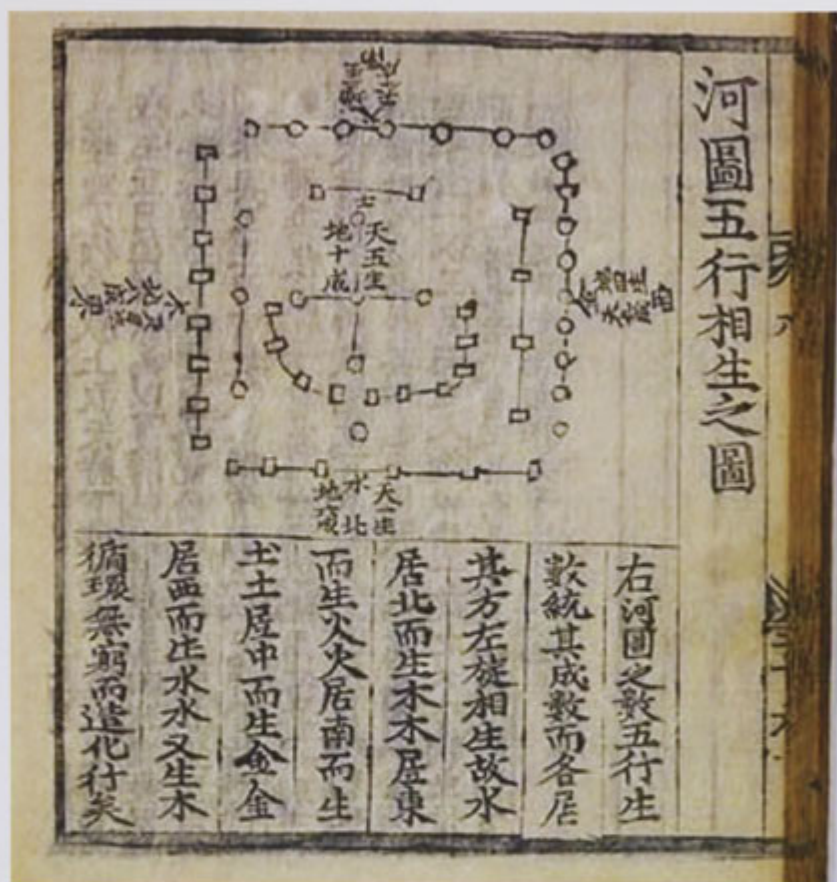 河圖五行相生之圖
天五生
土
地十成
天一生
水北
右河圖之數五行生
數統其成數而各居
其方左旋相生故水
居北而生木木居東
而生火火居南而生
土土居中而生金金
居西而生水水又生木
循環無窮而造化行矣